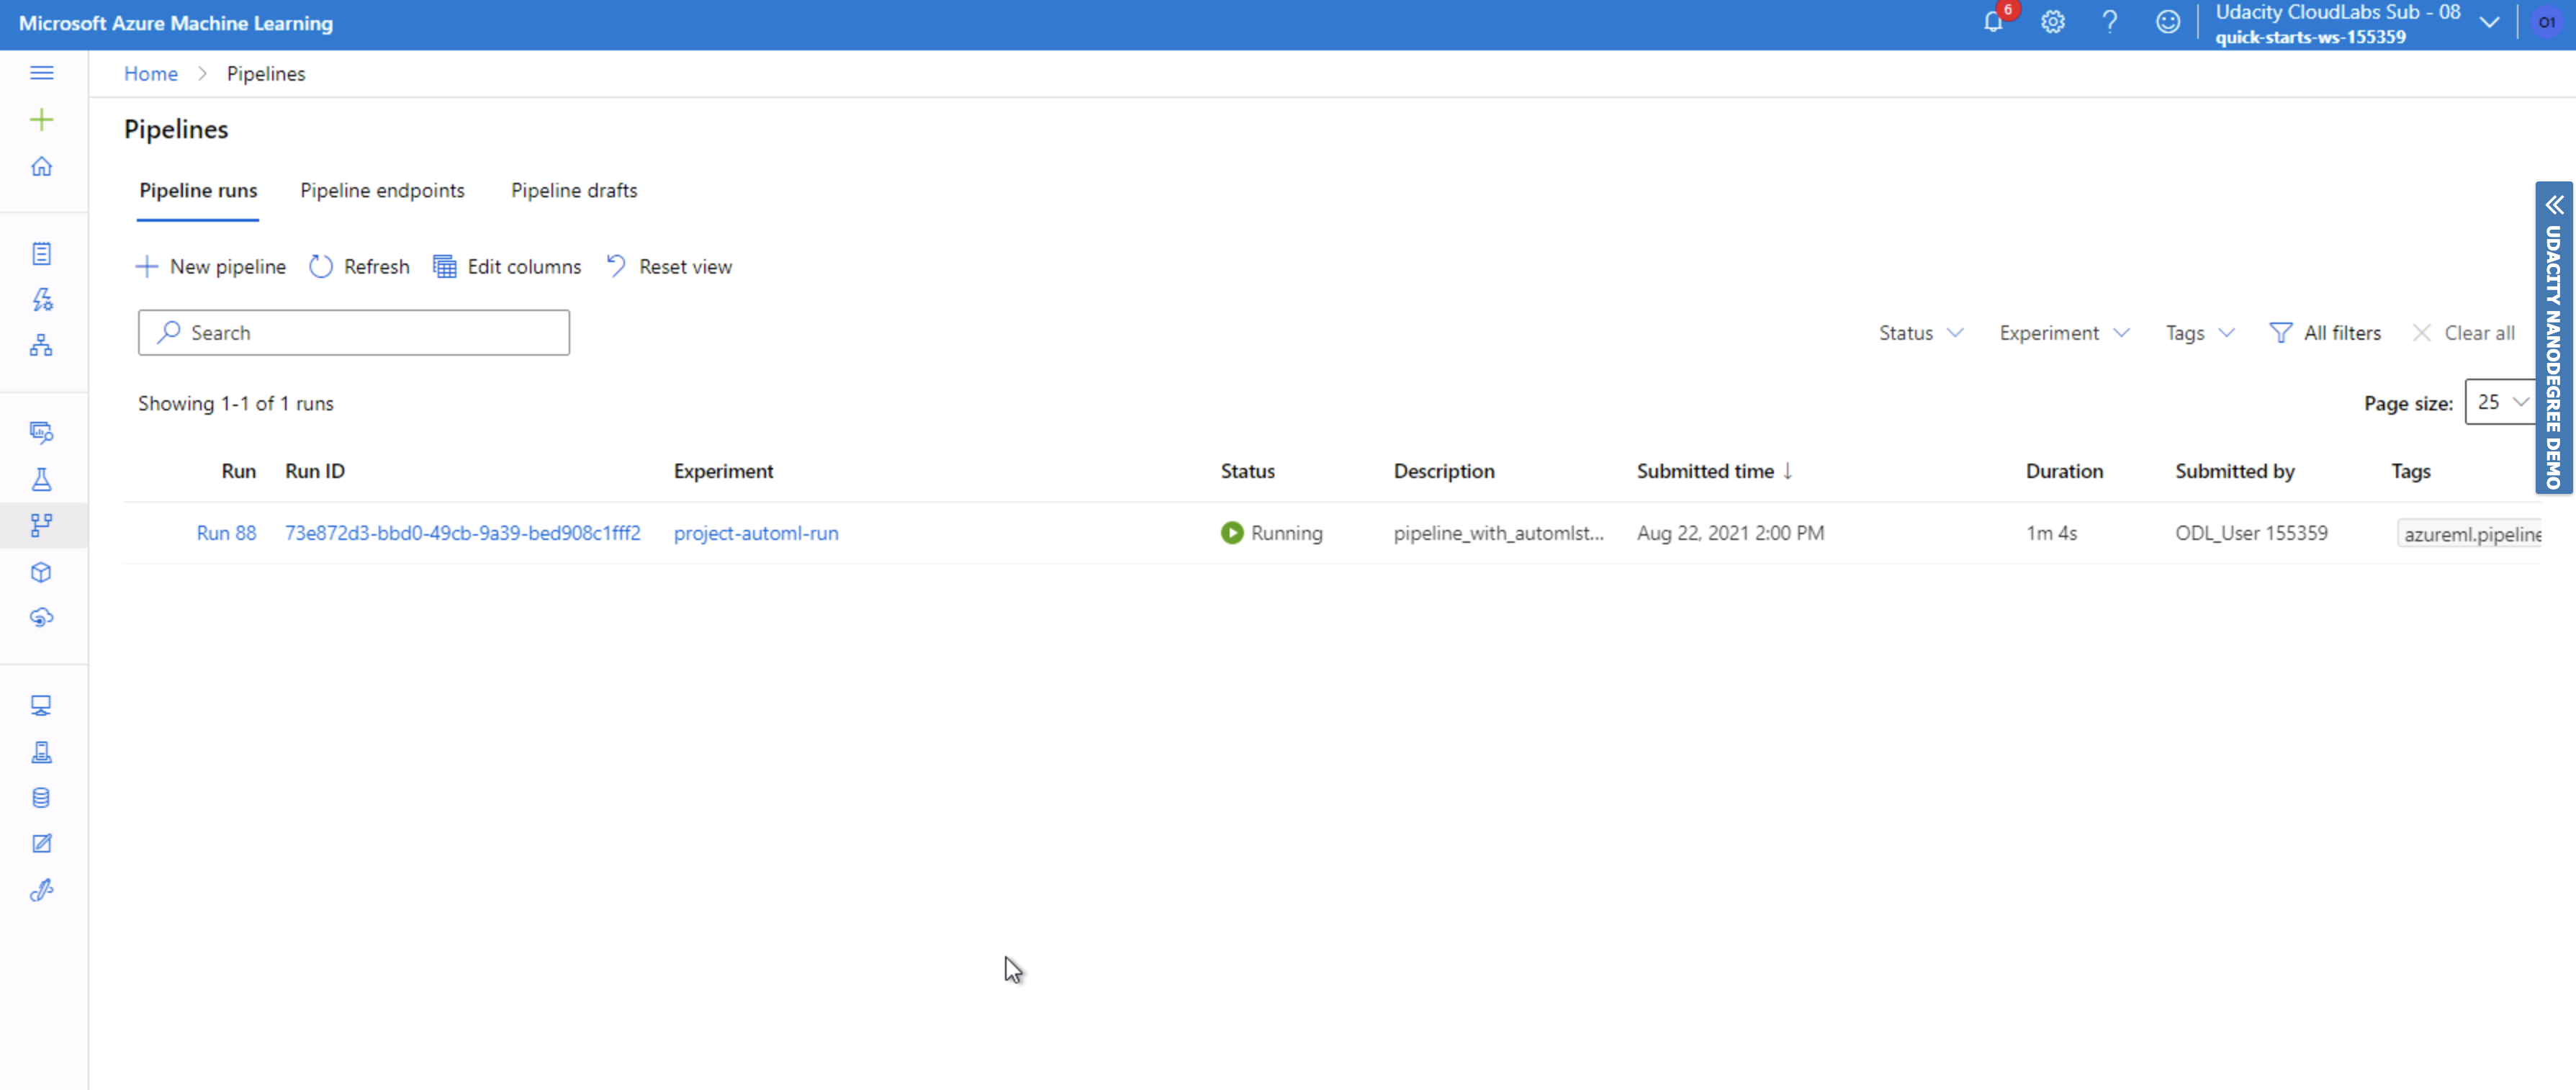 Microsoft Azure Machine Learning
6
Udacity CloudLabs Sub - 08
quick-starts-ws-155359
O1
Home > Pipelines
Pipelines
Pipeline runs Pipeline endpoints Pipeline drafts
New pipeline Refresh Edit columns Reset view
Search
Status Experiment Tags All filters Clear all
Showing 1-1 of 1 runs
Page size: 25
UDACITY NANODEGREE DEMO
Run Run ID Experiment Status Description Submitted time ↓ Duration Submitted by Tags
Run 88 73e872d3-bbd0-49cb-9a39-bed908c1fff2 project-automl-run Running pipeline_with_automlst... Aug 22, 2021 2:00 PM 1m 4s ODL_User 155359 azureml.pipeline